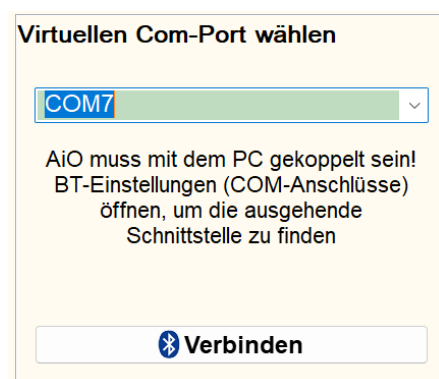 Virtuellen Com-Port wählen
COM7
AiO muss mit dem PC gekoppelt sein!
BT-Einstellungen (COM-Anschlüsse)
öffnen, um die ausgehende
Schnittstelle zu finden
Verbinden